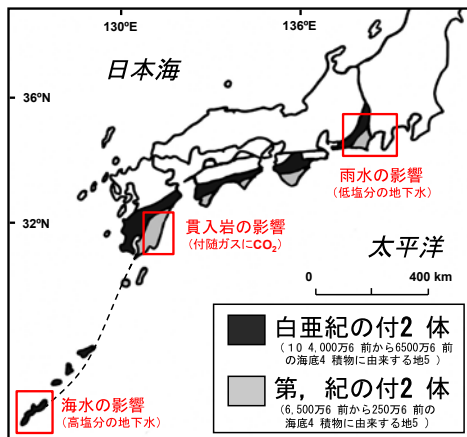 130ºE
136ºE
日本海
36ºN
雨水の影響
(低塩分の地下水)
貫入岩の影響
(付随ガスにCO₂)
32ºN
太平洋
0
400 km
白亜紀の付2 体
(10 4,000万6 前から6500万6 前
の海底4 積物に由来する地5 )
第, 紀の付2 体
(6,500万6 前から250万6 前の
海底4 積物に由来する地5 )
海水の影響
(高塩分の地下水)